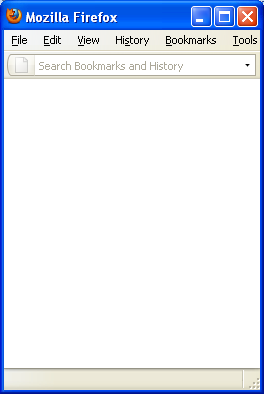 Mozilla Firefox
File Edit View History Bookmarks Tools
Search Bookmarks and History